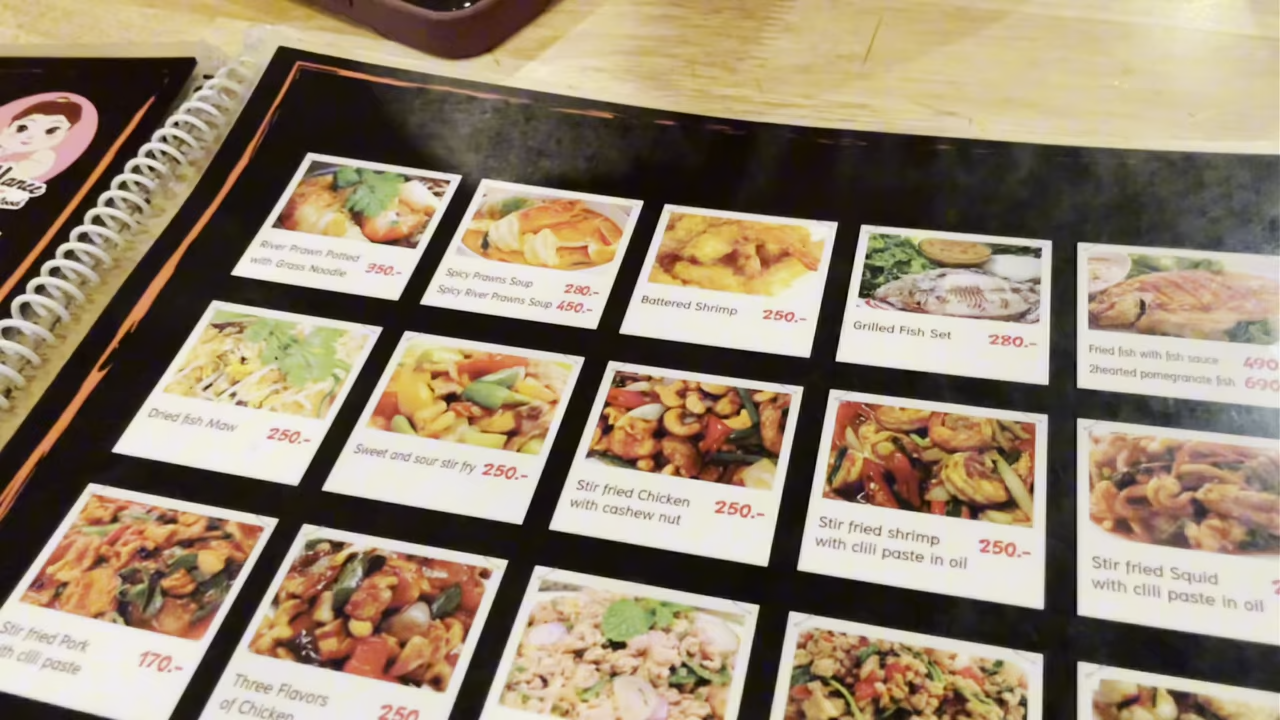 River Prawn Potted
with Grass Noodle 350.-
Spicy Prawns Soup 280.-
Spicy River Prawns Soup 450.-
Battered Shrimp 250.-
Grilled Fish Set 280.-
Fried fish with fish sauce 490
2hearted pomegranate fish 690
Dried fish Maw 250.-
Sweet and sour stir fry 250.-
Stir fried Chicken
with cashew nut 250.-
Stir fried shrimp
with clili paste in oil 250.-
Stir fried Squid
with clili paste in oil
Stir fried Pork
with clili paste 170.-
Three Flavors
of Chicken 250